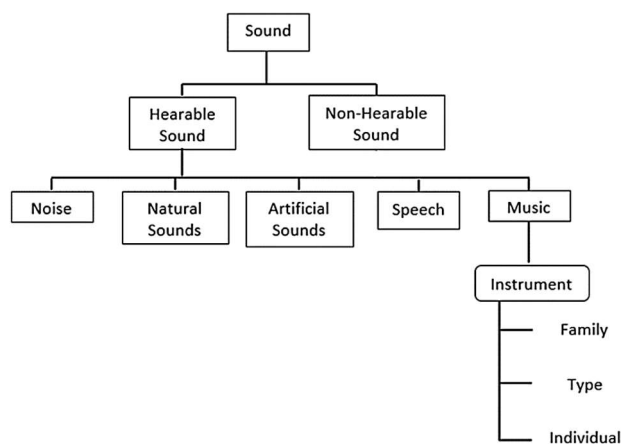 Sound
Hearable
Sound
Non-Hearable
Sound
Noise
Natural
Sounds
Artificial
Sounds
Speech
Music
Instrument
Family
Type
Individual